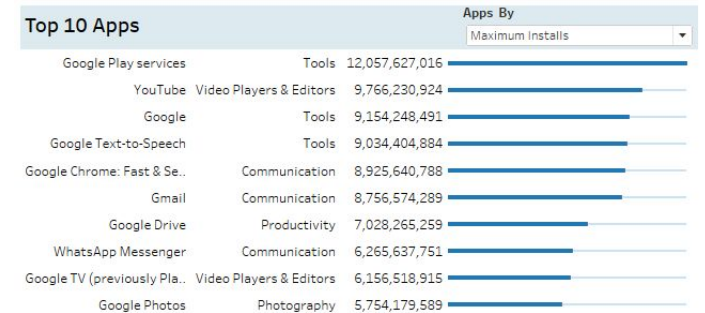 Top 10 Apps
Apps By
Maximum Installs
Google Play services Tools 12,057,627,016
YouTube Video Players & Editors 9,766,230,924
Google Tools 9,154,248,491
Google Text-to-Speech Tools 9,034,404,884
Google Chrome: Fast & Se.. Communication 8,925,640,788
Gmail Communication 8,756,574,289
Google Drive Productivity 7,028,265,259
WhatsApp Messenger Communication 6,265,637,751
Google TV (previously Pla.. Video Players & Editors 6,156,518,915
Google Photos Photography 5,754,179,589